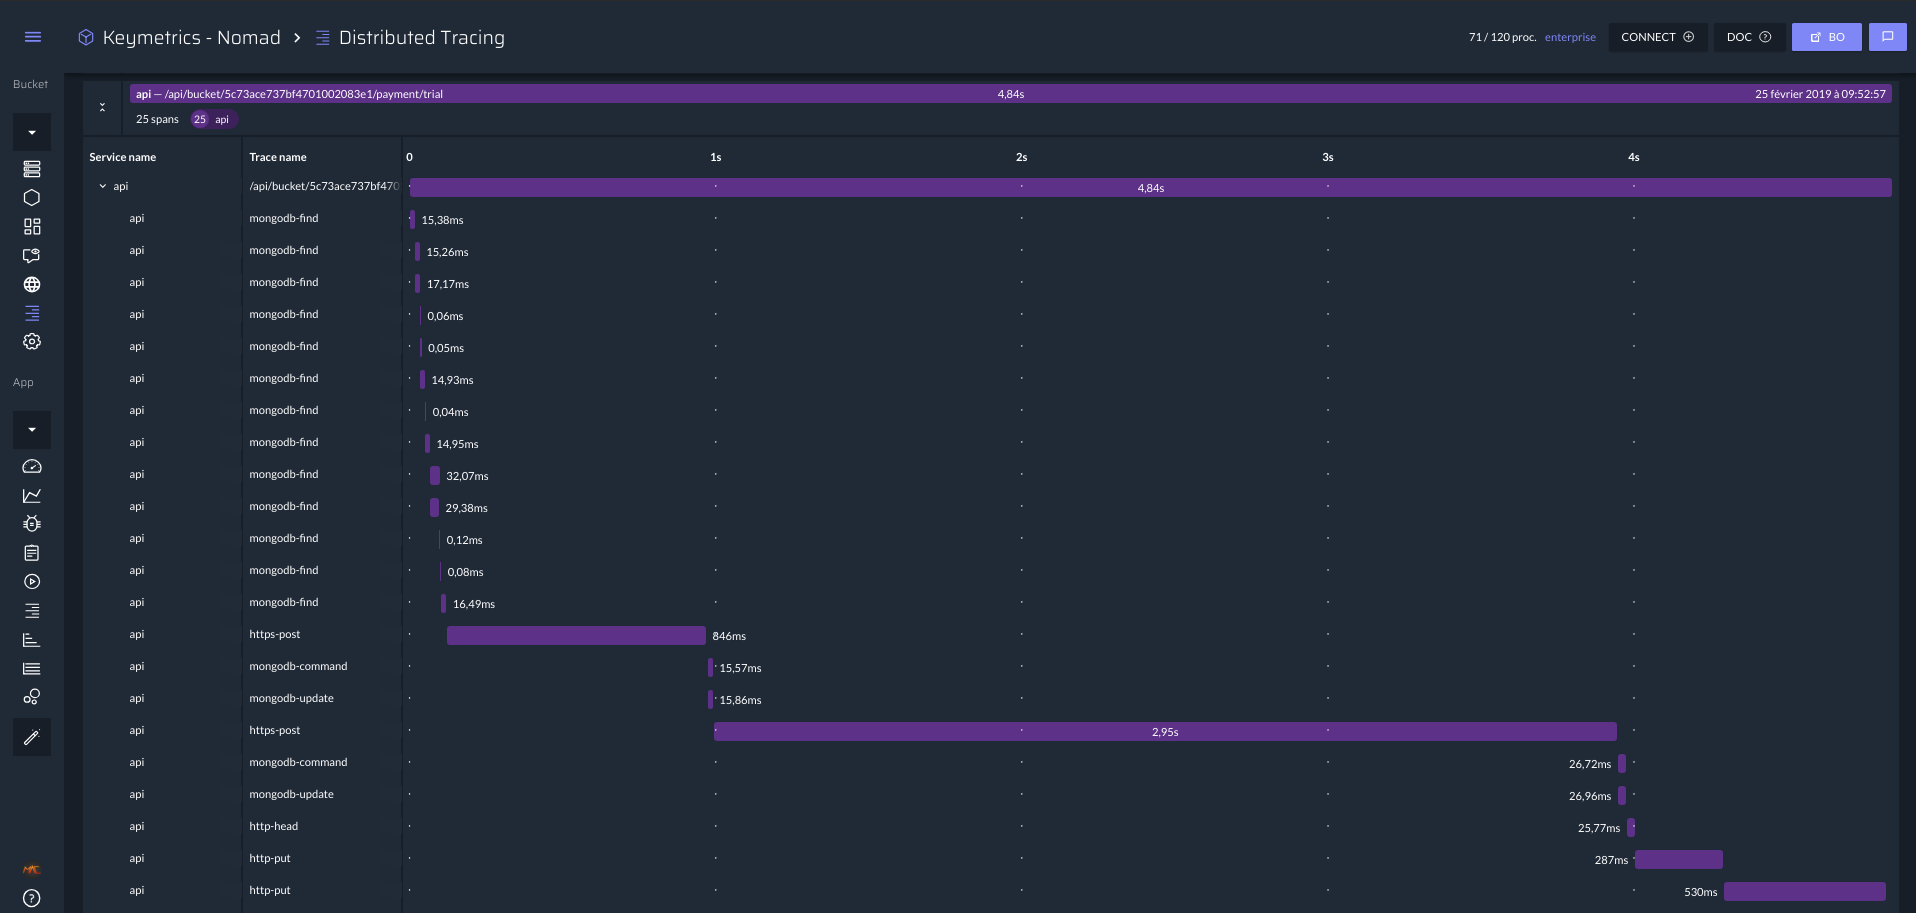 Keymetrics - Nomad > Distributed Tracing
71 / 120 proc. enterprise CONNECT DOC BO
Bucket
api — /api/bucket/5c73ace737bf4701002083e1/payment/trial 4,84s 25 février 2019 à 09:52:57
25 spans 25 api
Service name Trace name 0 1s 2s 3s 4s
api /api/bucket/5c73ace737bf470 4,84s
api mongodb-find 15,38ms
api mongodb-find 15,26ms
api mongodb-find 17,17ms
api mongodb-find 0,06ms
api mongodb-find 0,05ms
App
api mongodb-find 14,93ms
api mongodb-find 0,04ms
api mongodb-find 14,95ms
api mongodb-find 32,07ms
api mongodb-find 29,38ms
api mongodb-find 0,12ms
api mongodb-find 0,08ms
api mongodb-find 16,49ms
api https-post 846ms
api mongodb-command 15,57ms
api mongodb-update 15,86ms
api https-post 2,95s
api mongodb-command 26,72ms
api mongodb-update 26,96ms
api http-head 25,77ms
api http-put 287ms
api http-put 530ms